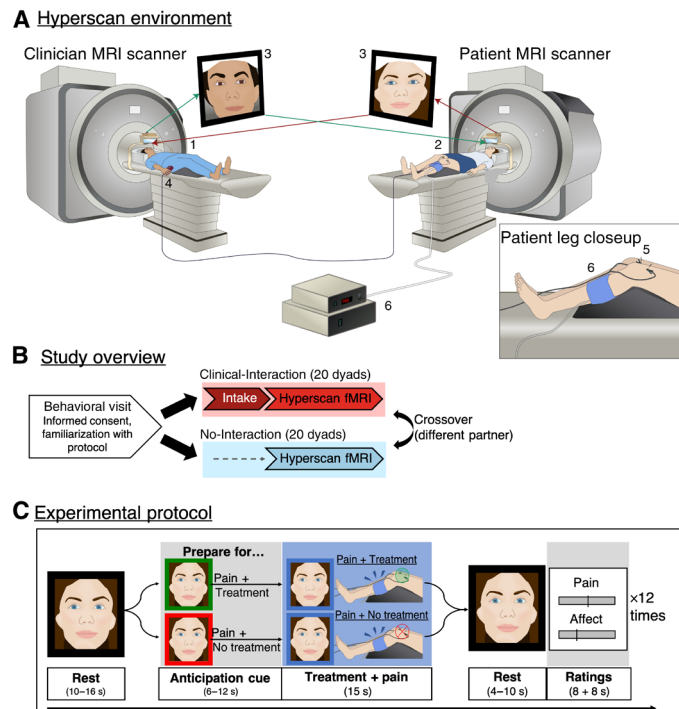 A Hyperscan environment
Clinician MRI scanner
3
3
Patient MRI scanner
1
2
4
Patient leg closeup
5
6
6
B Study overview
Clinical-Interaction (20 dyads)
Behavioral visit
Informed consent,
familiarization with
protocol
Intake
Hyperscan fMRI
No-Interaction (20 dyads)
Hyperscan fMRI
Crossover
(different partner)
C Experimental protocol
Prepare for…
Pain +
Treatment
Pain +
No treatment
Pain + Treatment
Pain + No treatment
Pain
Affect
×12
times
Rest
(10–16 s)
Anticipation cue
(6–12 s)
Treatment + pain
(15 s)
Rest
(4–10 s)
Ratings
(8 + 8 s)